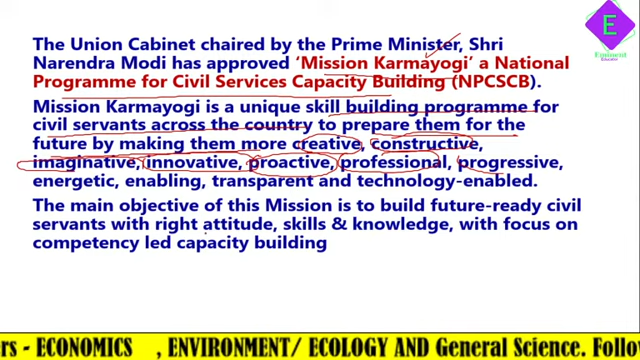 The Union Cabinet chaired by the Prime Minister, Shri
Narendra Modi has approved ‘Mission Karmayogi’ a National
Programme for Civil Services Capacity Building (NPCSCB).
Mission Karmayogi is a unique skill building programme for
civil servants across the country to prepare them for the
future by making them more creative, constructive,
imaginative, innovative, proactive, professional, progressive,
energetic, enabling, transparent and technology-enabled.
The main objective of this Mission is to build future-ready civil
servants with right attitude, skills & knowledge, with focus on
competency led capacity building
E
Eminent
Educator
ers - ECONOMICS , ENVIRONMENT/ ECOLOGY AND General Science. Follo